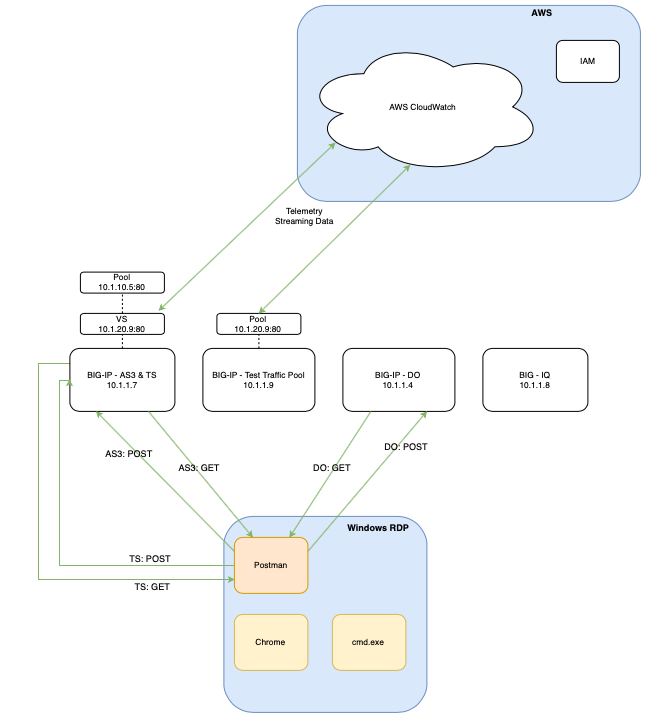 AWS
IAM
AWS CloudWatch
Telemetry
Streaming Data
Pool
10.1.10.5:80
VS
10.1.20.9:80
Pool
10.1.20.9:80
BIG-IP - AS3 & TS
10.1.1.7
BIG-IP - Test Traffic Pool
10.1.1.9
BIG-IP - DO
10.1.1.4
BIG - IQ
10.1.1.8
AS3: POST
AS3: GET
DO: GET
DO: POST
Windows RDP
TS: POST
Postman
TS: GET
Chrome
cmd.exe